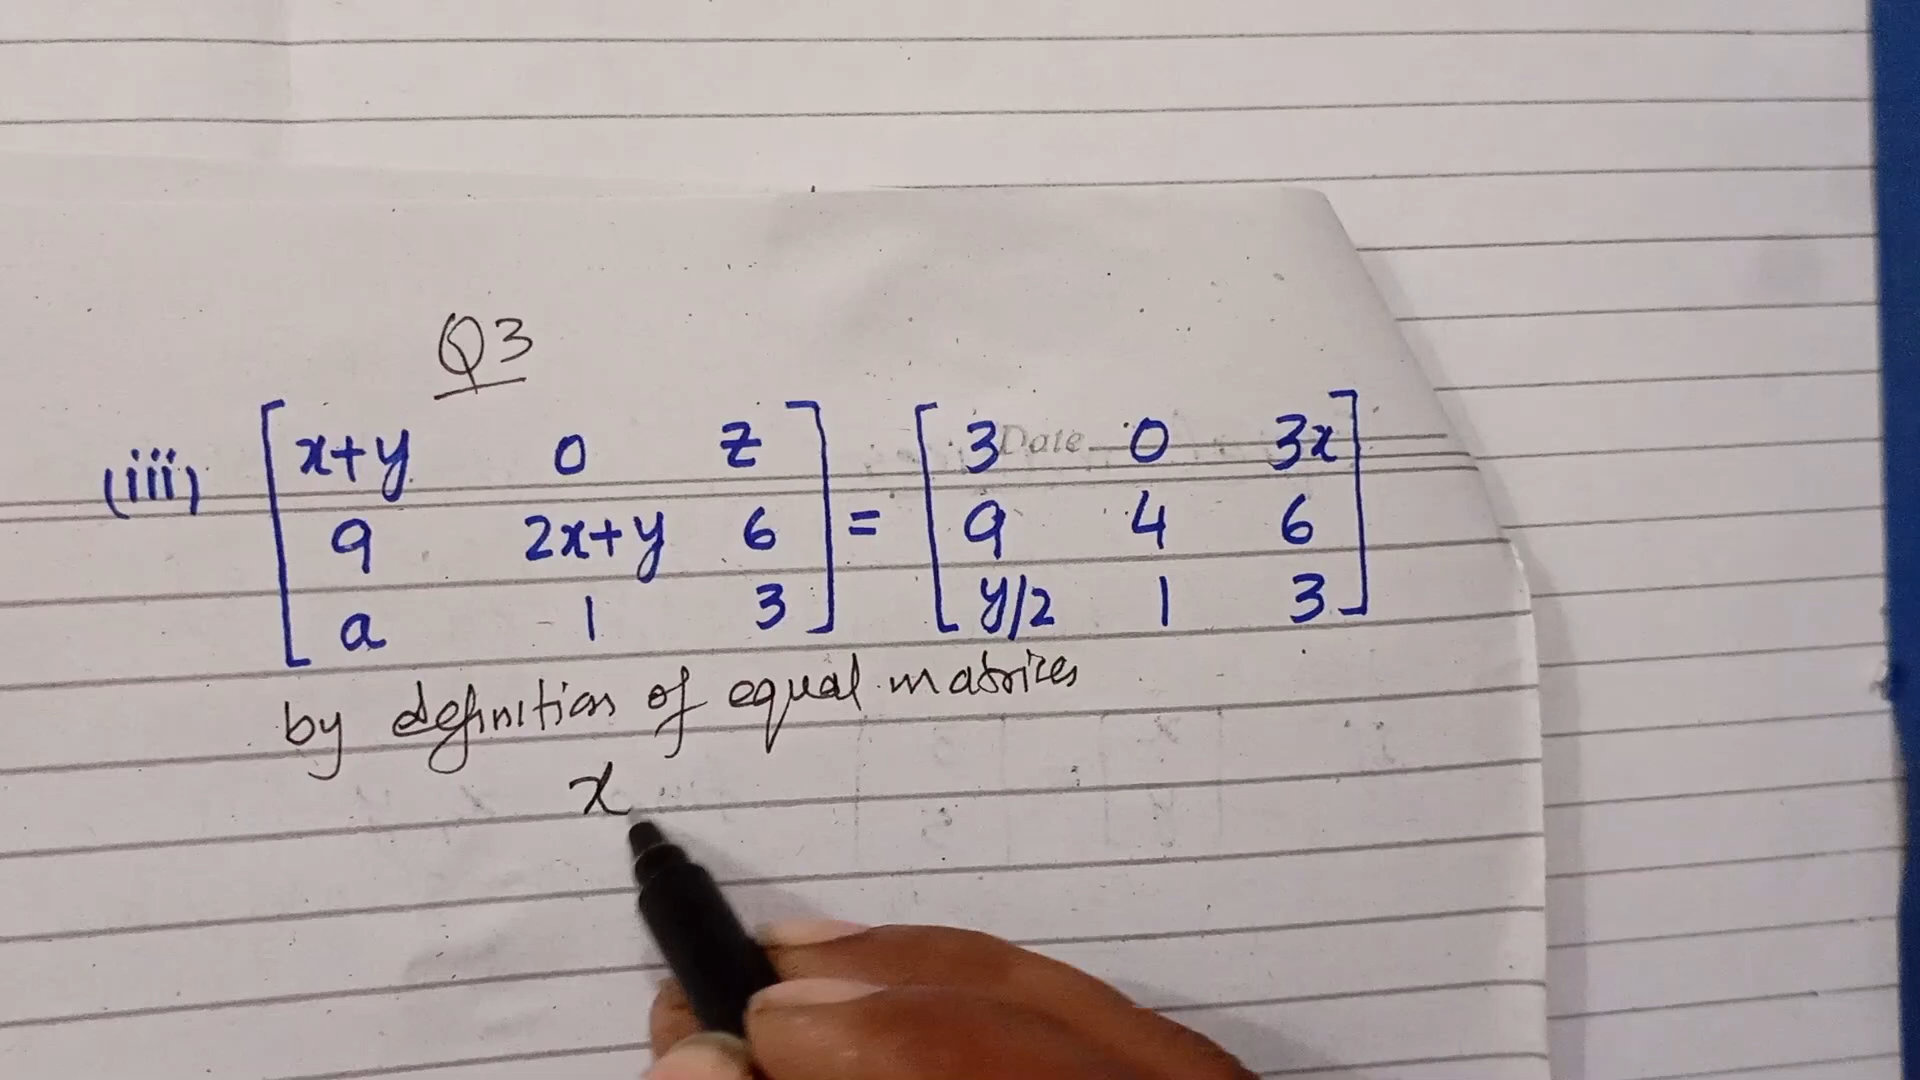 Q3
(iii) [ x+y 0 z ] = [ 3 0 3x ]
Date
[ 9 2x+y 6 ] [ 9 4 6 ]
[ a 1 3 ] [ y/2 1 3 ]
by definition of equal matrices
x